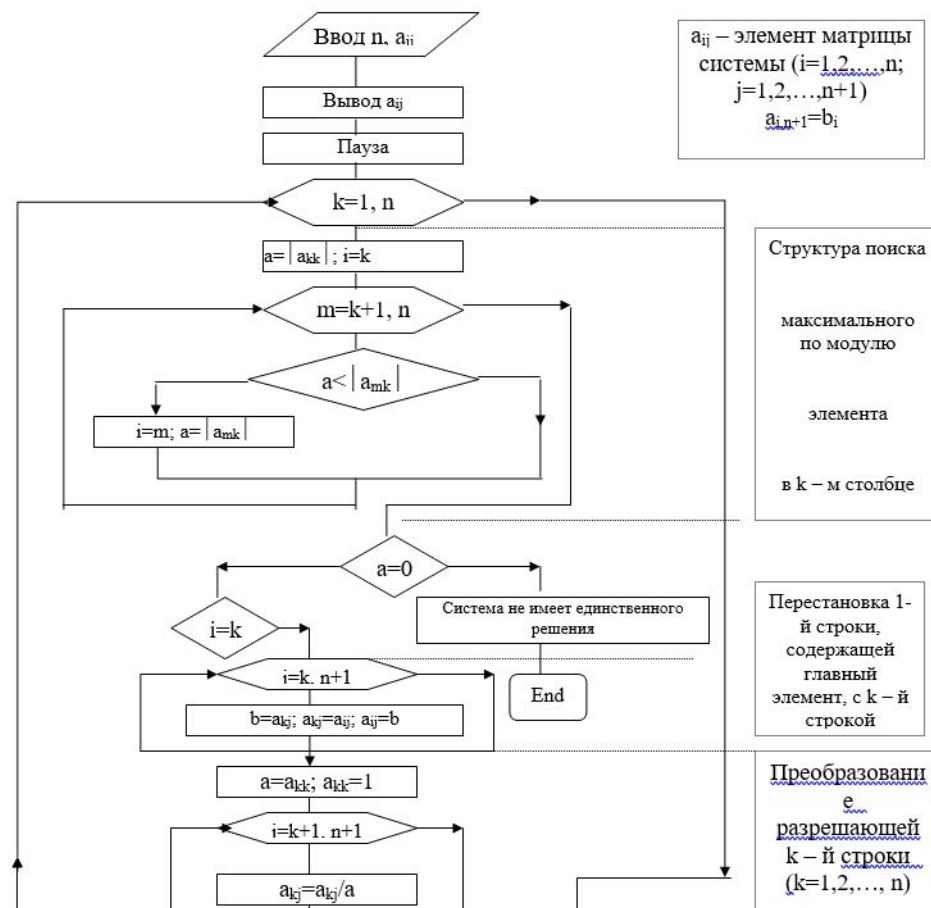 Ввод n, aij
Вывод aij
Пауза
k=1, n
a=|akk|; i=k
m=k+1, n
a<|amk|
i=m; a=|amk|
a=0
i=k
Система не имеет единственного
решения
End
j=k. n+1
b=akj; akj=aij; aij=b
a=akk; akk=1
j=k+1. n+1
akj=akj/a
aij – элемент матрицы
системы (i=1,2,…,n;
j=1,2,…,n+1)
ai,n+1=bi
Структура поиска
максимального
по модулю
элемента
в k – м столбце
Перестановка 1-
й строки,
содержащей
главный
элемент, с k – й
строкой
Преобразовани
е
разрешающей
k – й строки
(k=1,2,…, n)